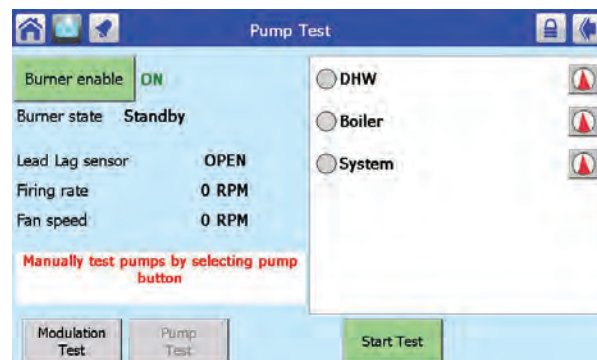 Pump Test
Burner enable ON
Burner state Standby
Lead Lag sensor OPEN
Firing rate 0 RPM
Fan speed 0 RPM
Manually test pumps by selecting pump
button
DHW
Boiler
System
Modulation
Test
Pump
Test
Start Test